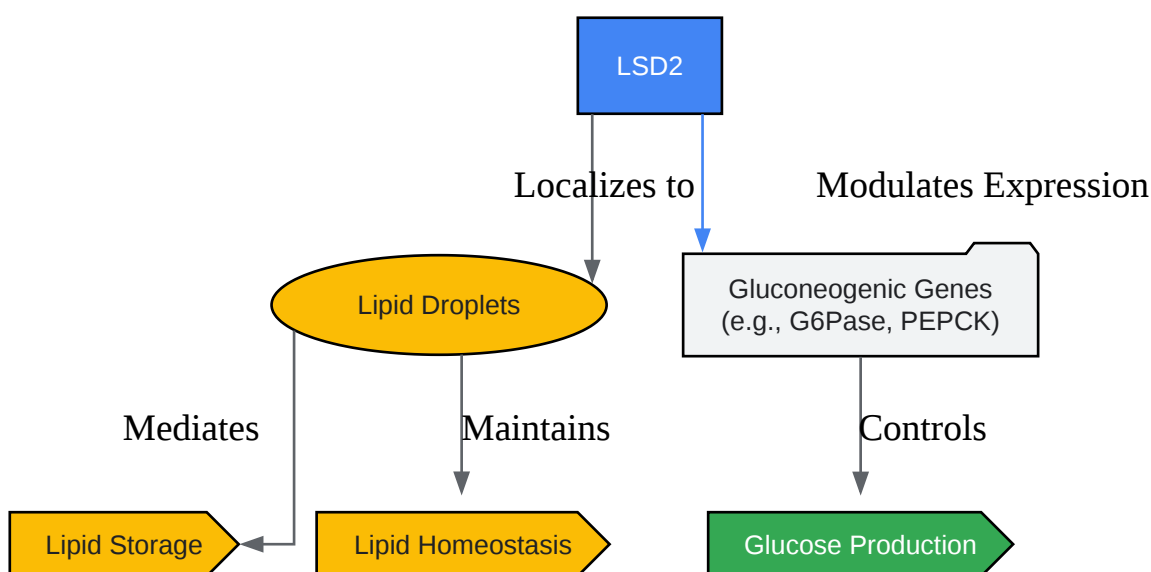 LSD2
Localizes to
Modulates Expression
Lipid Droplets
Gluconeogenic Genes
(e.g., G6Pase, PEPCK)
Mediates
Maintains
Controls
Lipid Storage
Lipid Homeostasis
Glucose Production